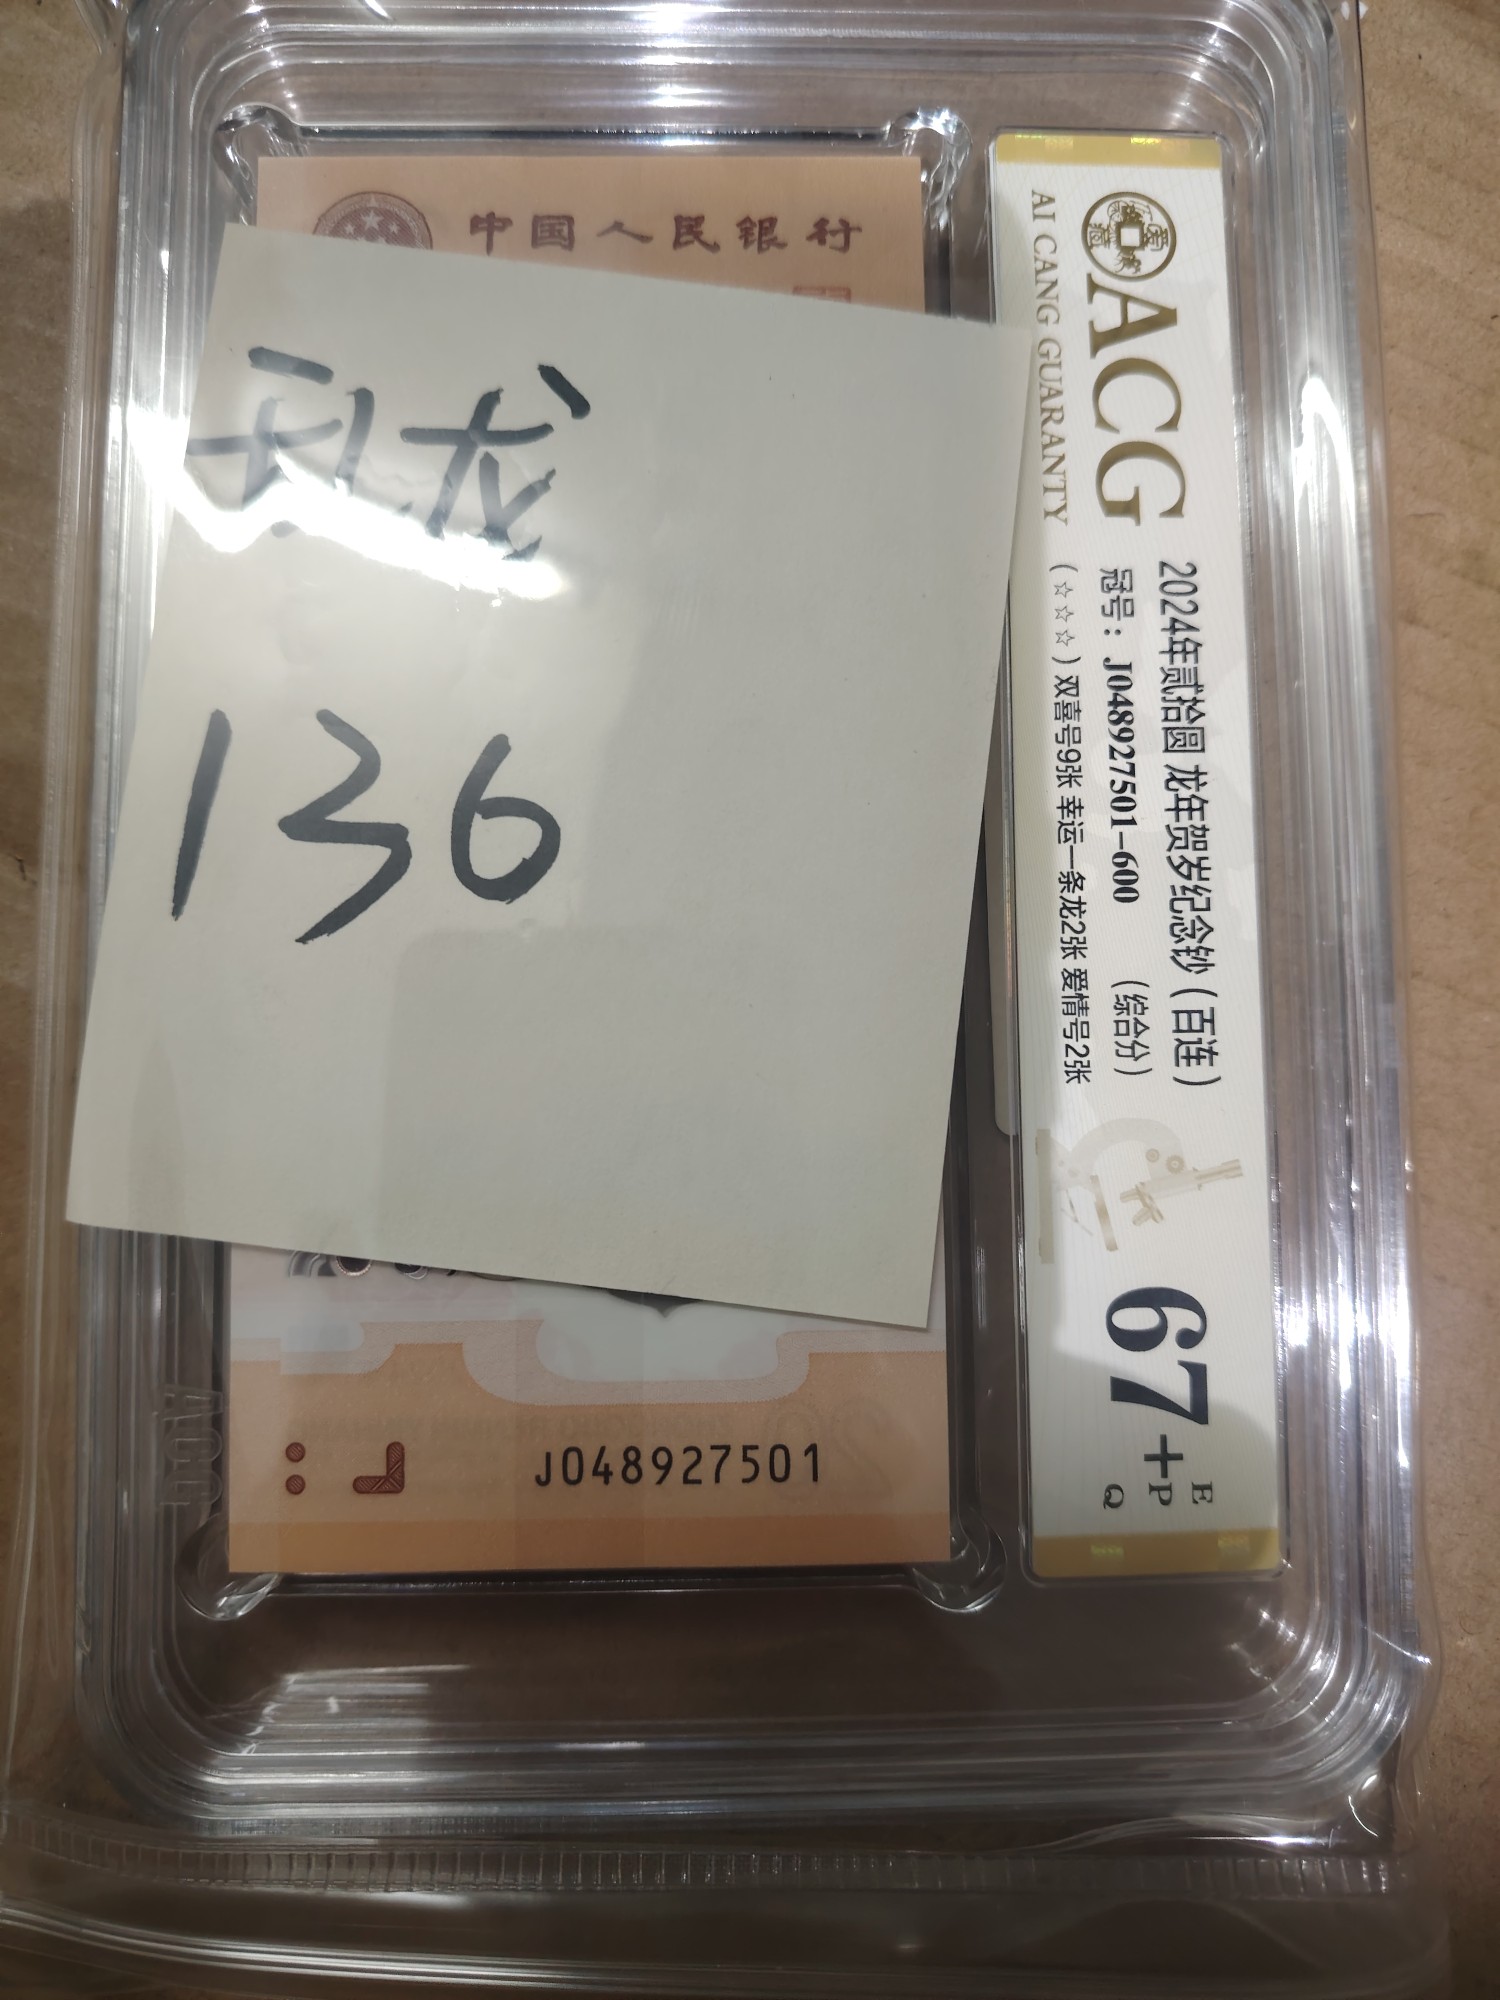 中国人民银行
龙
136
J048927501
ACG
AI CANG GUARANTY
2024年贰拾圆 龙年贺岁纪念钞（百连）
冠号：J048927501-600 （综合分）
（☆☆☆）双喜号9张 幸运一条龙2张 爱情号2张
67+
E
P
Q
ACG